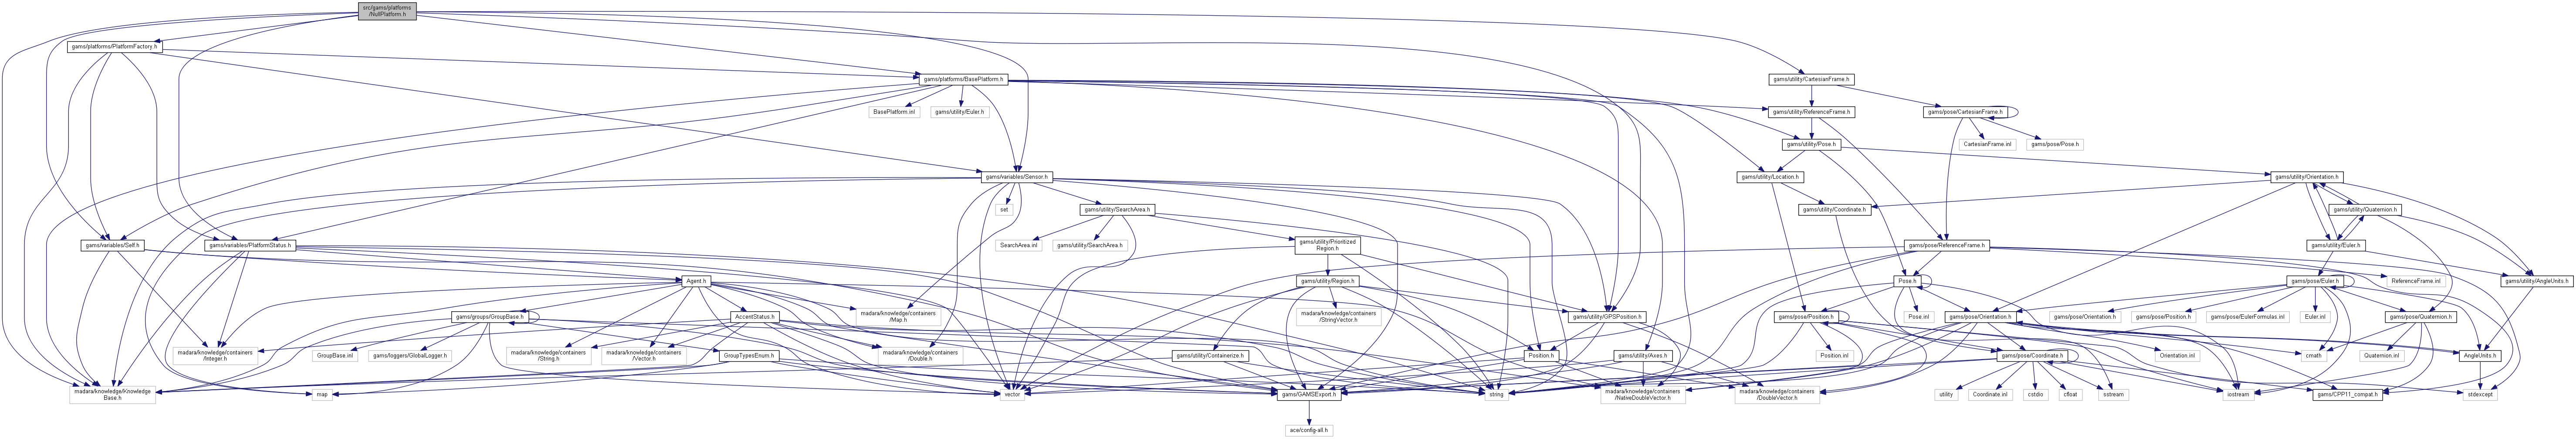 src/gams/platforms
/NullPlatform.h
gams/platforms/PlatformFactory.h
gams/platforms/BasePlatform.h
gams/utility/CartesianFrame.h
BasePlatform.inl
gams/utility/Euler.h
gams/utility/ReferenceFrame.h
gams/pose/CartesianFrame.h
gams/utility/Pose.h
CartesianFrame.inl
gams/pose/Pose.h
gams/variables/Sensor.h
gams/utility/Location.h
gams/utility/Orientation.h
set
gams/utility/SearchArea.h
gams/utility/Coordinate.h
gams/utility/Quaternion.h
gams/variables/Self.h
gams/variables/PlatformStatus.h
SearchArea.inl
gams/utility/SearchArea.h
gams/utility/Prioritized
Region.h
gams/pose/ReferenceFrame.h
gams/utility/Euler.h
Agent.h
gams/utility/Region.h
Pose.h
ReferenceFrame.inl
gams/pose/Euler.h
gams/utility/AngleUnits.h
gams/groups/GroupBase.h
AccentStatus.h
madara/knowledge/containers
/Map.h
madara/knowledge/containers
/StringVector.h
gams/utility/GPSPosition.h
gams/pose/Position.h
Pose.inl
gams/pose/Orientation.h
gams/pose/Orientation.h
gams/pose/Position.h
gams/pose/EulerFormulas.inl
Euler.inl
gams/pose/Quaternion.h
madara/knowledge/containers
/Integer.h
GroupBase.inl
gams/loggers/GlobalLogger.h
madara/knowledge/containers
/String.h
madara/knowledge/containers
/Vector.h
GroupTypesEnum.h
madara/knowledge/containers
/Double.h
gams/utility/Containerize.h
Position.h
gams/utility/Axes.h
Position.inl
gams/pose/Coordinate.h
Orientation.inl
cmath
Quaternion.inl
AngleUnits.h
madara/knowledge/Knowledge
Base.h
map
vector
gams/GAMSExport.h
string
madara/knowledge/containers
/NativeDoubleVector.h
madara/knowledge/containers
/DoubleVector.h
utility
Coordinate.inl
cstdio
cfloat
sstream
iostream
gams/CPP11_compat.h
stdexcept
ace/config-all.h